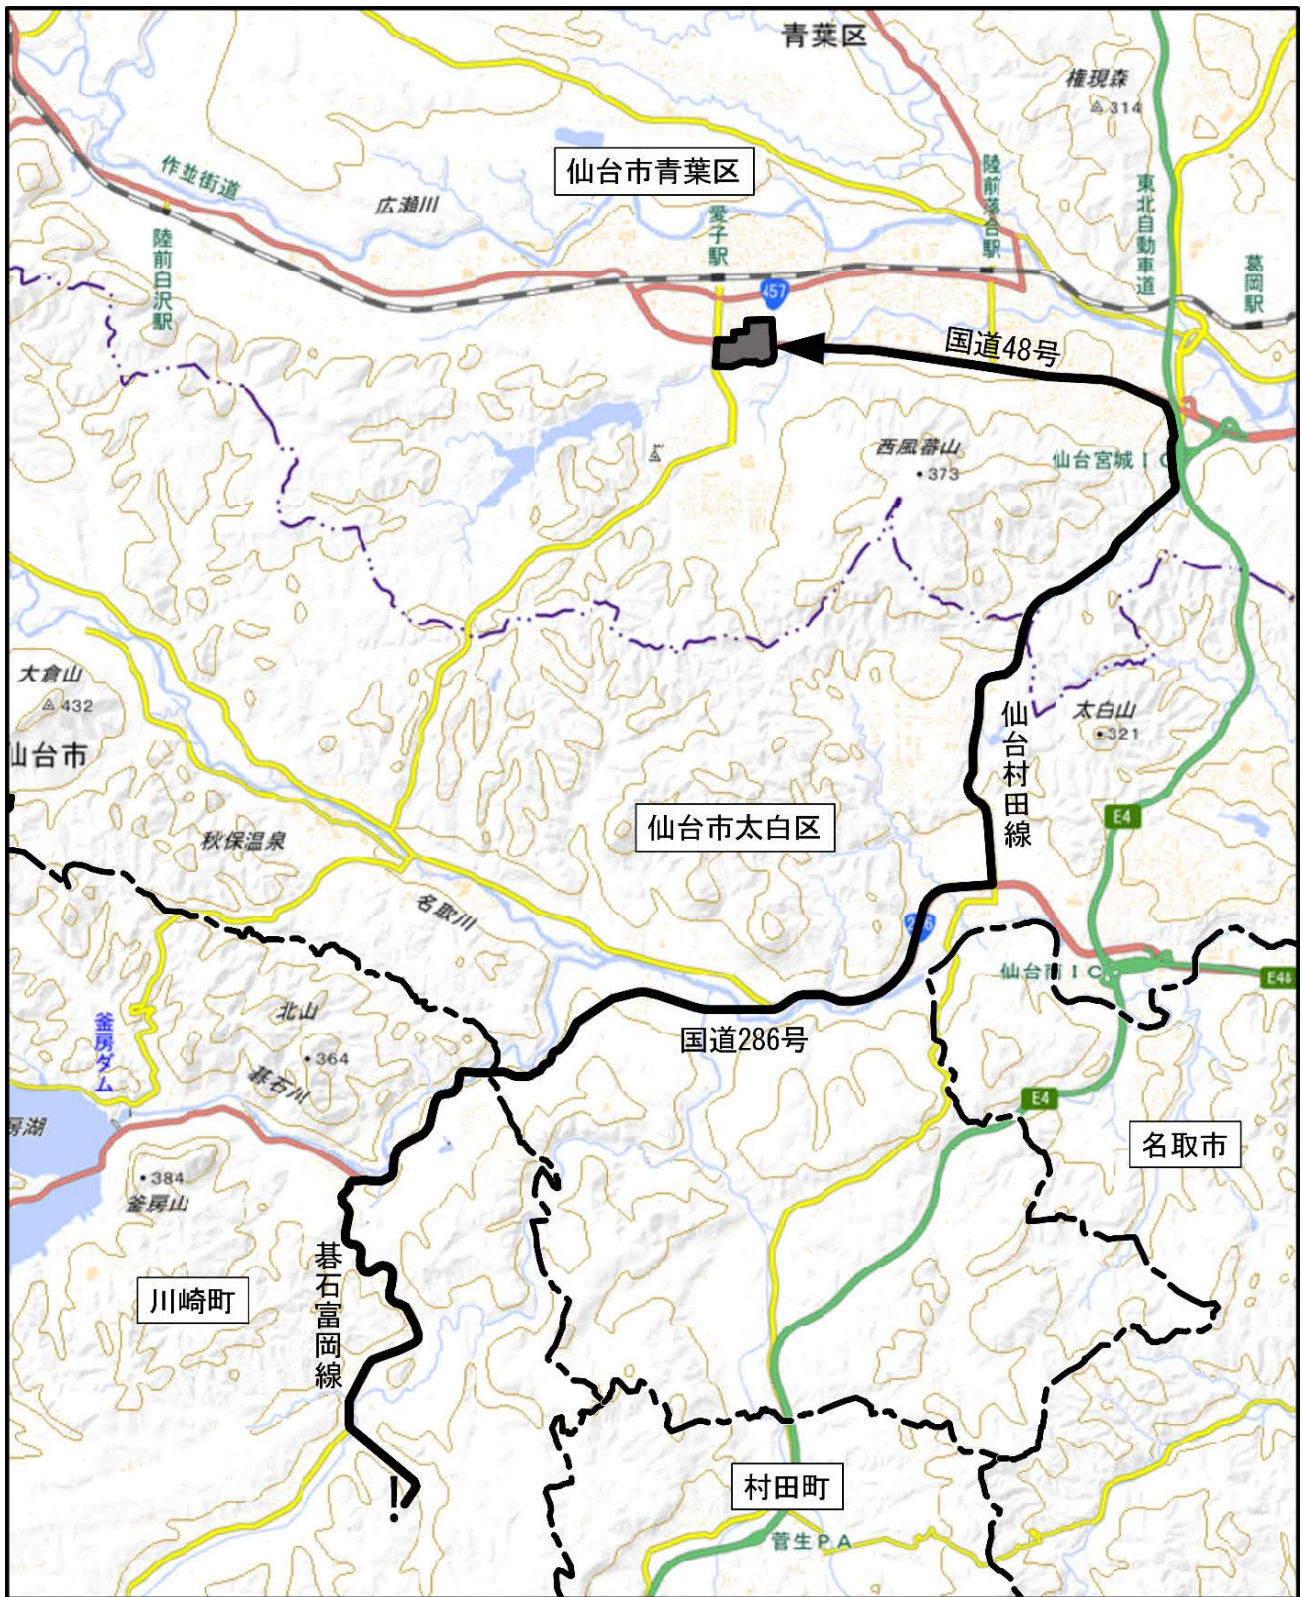 青葉区
権現森
314
仙台市青葉区
作並街道
広瀬川
愛子駅
陸前落合駅
東北自動車道
陸前白沢駅
葛岡駅
457
国道48号
西風蕃山
373
仙台宮城IC
大倉山
432
仙台市
太白山
321
仙台村田線
E4
仙台市太白区
秋保温泉
名取川
仙台南IC
E48
北山
364
釜房ダム
碁石川
国道286号
E4
房湖
名取市
384
釜房山
碁石富岡線
川崎町
村田町
菅生PA